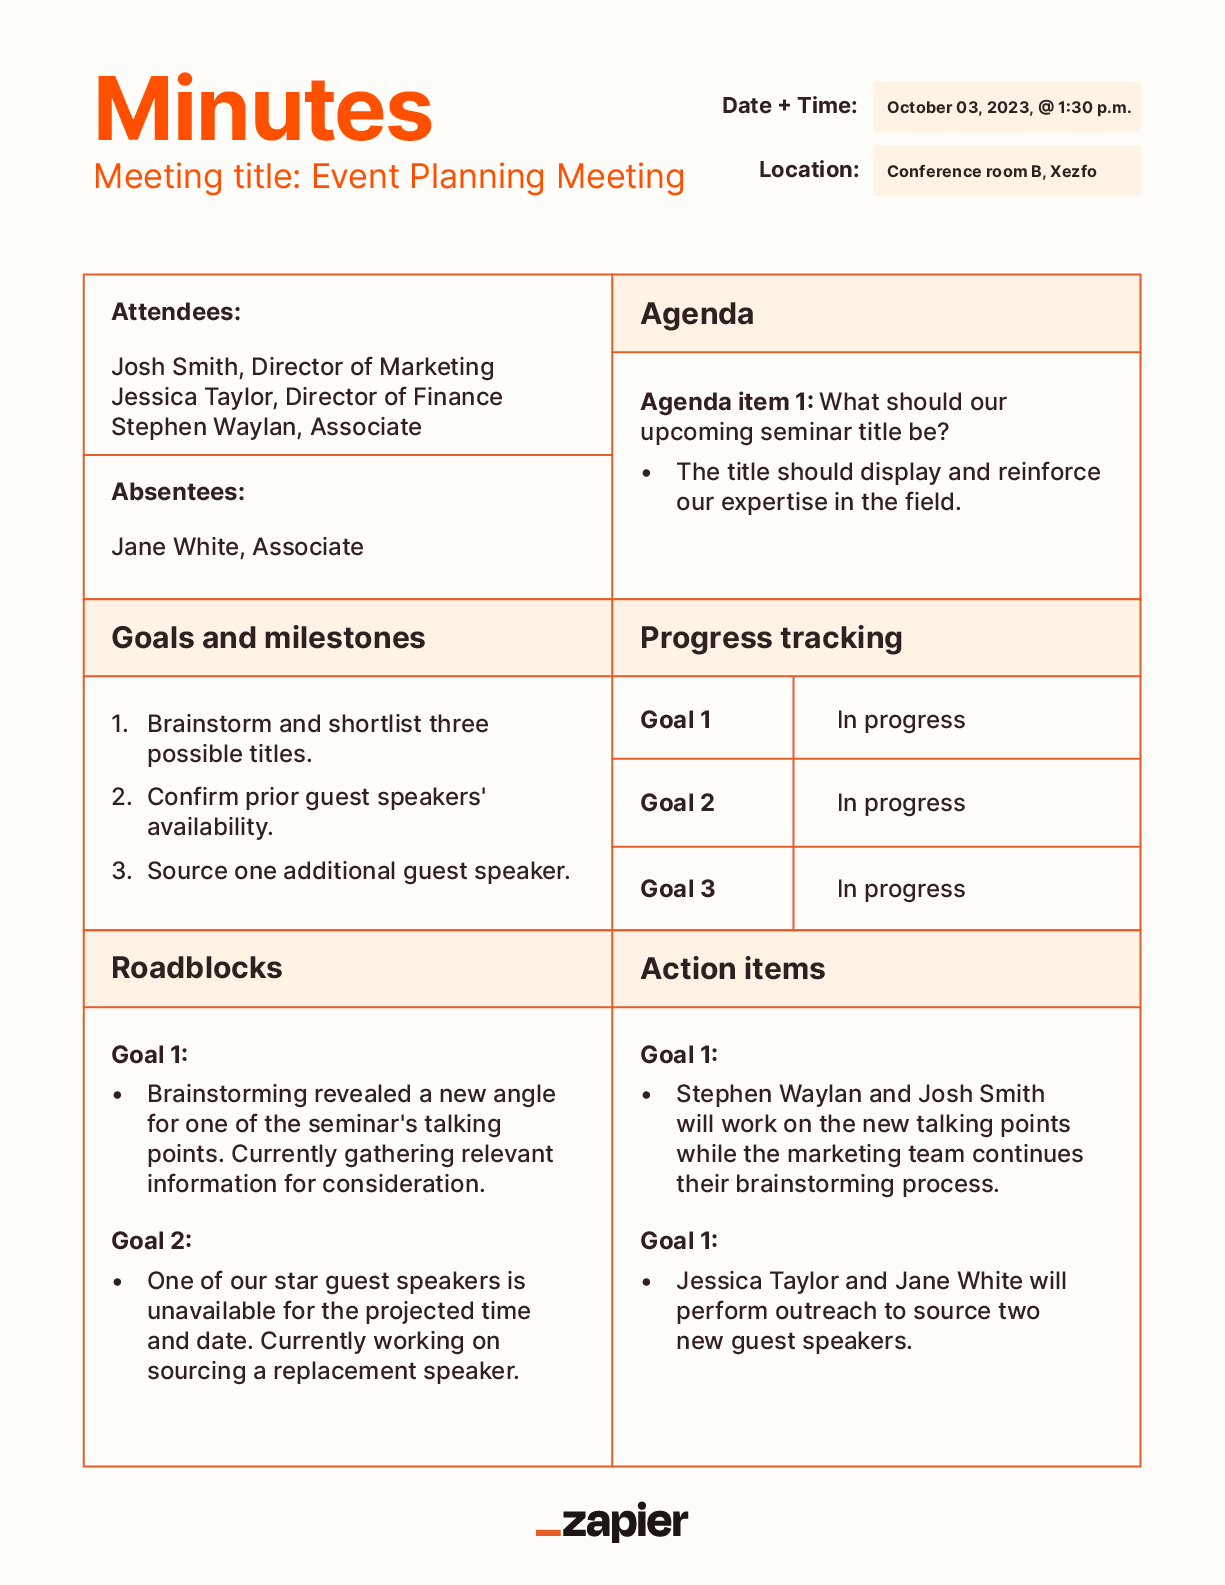 Minutes
Meeting title: Event Planning Meeting
Date + Time:
October 03, 2023, @ 1:30 p.m.
Location:
Conference room B, Xezfo
Attendees:
Josh Smith, Director of Marketing
Jessica Taylor, Director of Finance
Stephen Waylan, Associate
Absentees:
Jane White, Associate
Agenda
Agenda item 1: What should our
upcoming seminar title be?
• The title should display and reinforce
our expertise in the field.
Goals and milestones
1. Brainstorm and shortlist three
possible titles.
2. Confirm prior guest speakers'
availability.
3. Source one additional guest speaker.
Progress tracking
Goal 1 In progress
Goal 2 In progress
Goal 3 In progress
Roadblocks
Goal 1:
• Brainstorming revealed a new angle
for one of the seminar's talking
points. Currently gathering relevant
information for consideration.
Goal 2:
• One of our star guest speakers is
unavailable for the projected time
and date. Currently working on
sourcing a replacement speaker.
Action items
Goal 1:
• Stephen Waylan and Josh Smith
will work on the new talking points
while the marketing team continues
their brainstorming process.
Goal 1:
• Jessica Taylor and Jane White will
perform outreach to source two
new guest speakers.
_zapier